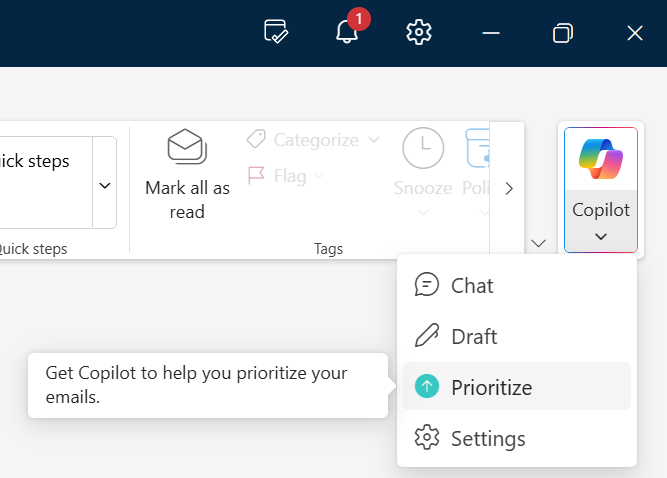 1
ick steps
Mark all as
read
Categorize
Flag
Snooze
Poli
Copilot
uick steps
Tags
Chat
Draft
Get Copilot to help you prioritize your
emails.
Prioritize
Settings